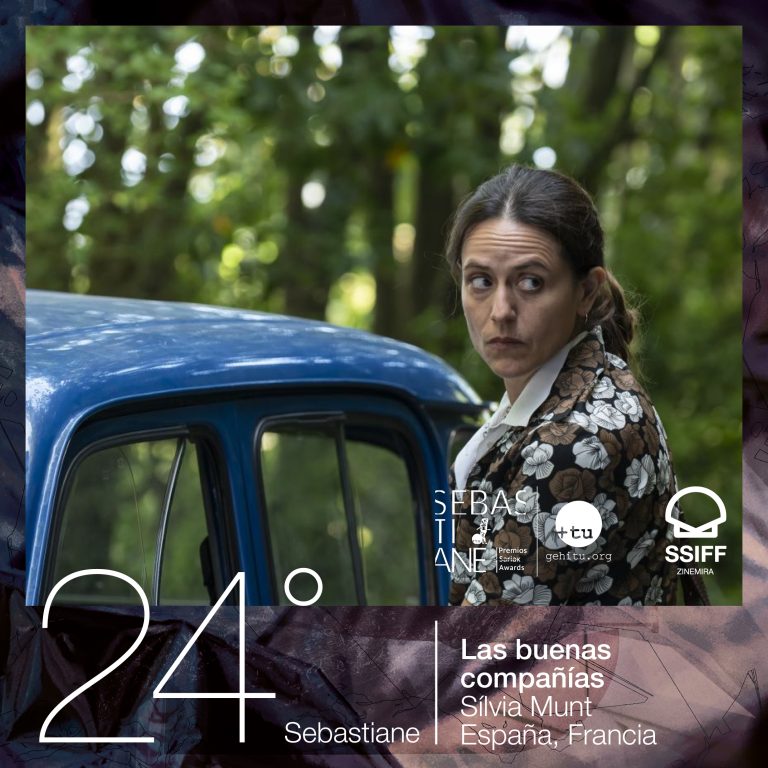 SEBAS
TI
ANE
Premios
Sariak
Awards
+tu
gehitu.org
SSIFF
ZINEMIRA
24°
Sebastiane
Las buenas
compañías
Sílvia Munt
España, Francia